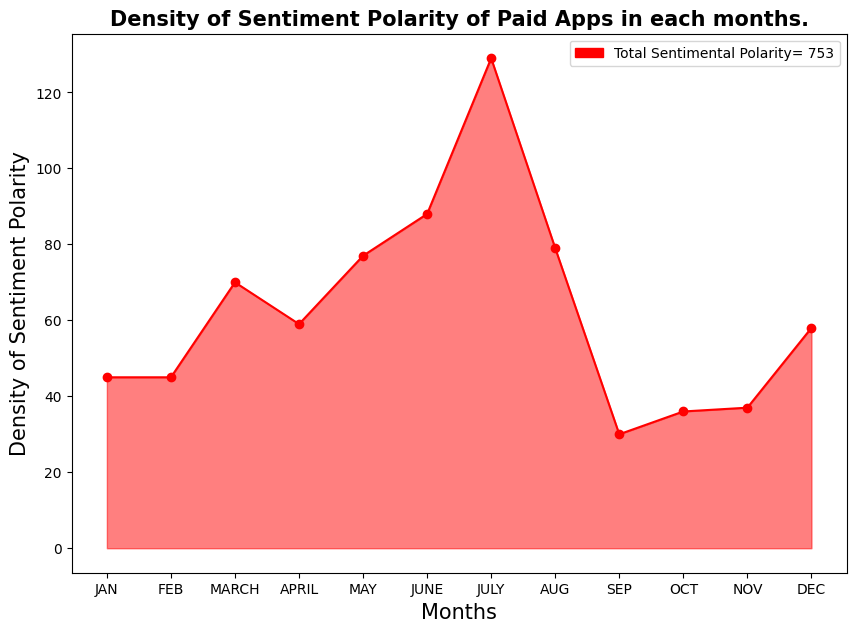 Density of Sentiment Polarity of Paid Apps in each months.
Total Sentimental Polarity= 753
Density of Sentiment Polarity
120
100
80
60
40
20
0
JAN FEB MARCH APRIL MAY JUNE JULY AUG SEP OCT NOV DEC
Months